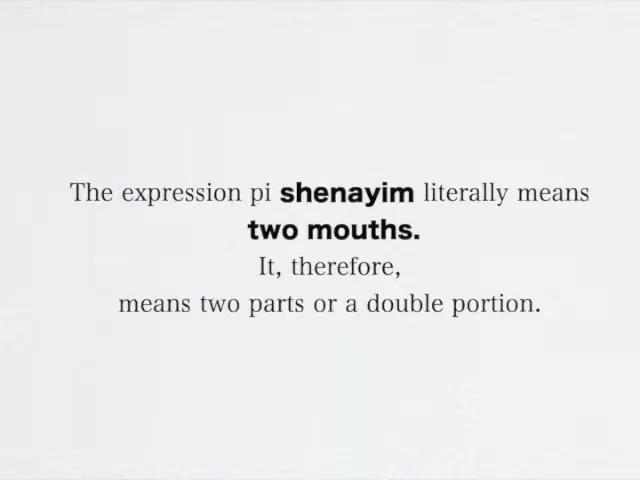 The expression pi shenayim literally means
two mouths.
It, therefore,
means two parts or a double portion.